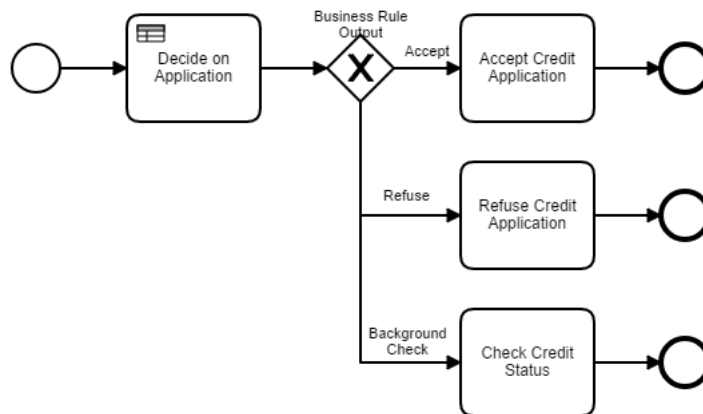 Business Rule
Output
Decide on
Application
Accept
Accept Credit
Application
Refuse
Refuse Credit
Application
Background
Check
Check Credit
Status